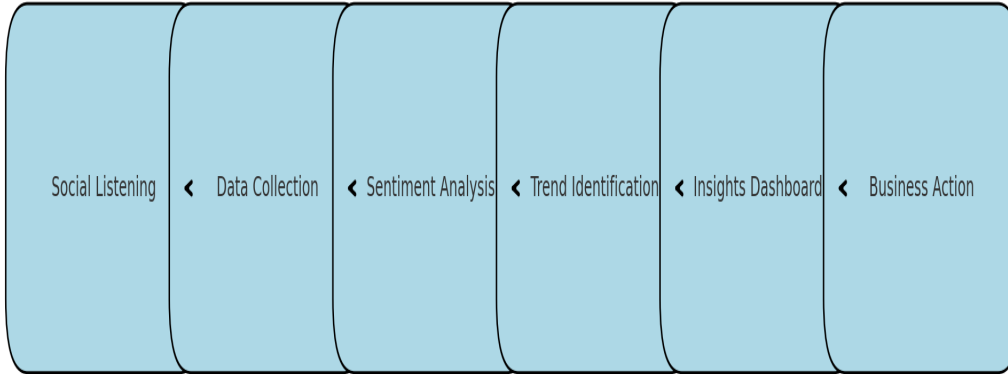 Social Listening
Data Collection
Sentiment Analysis
Trend Identification
Insights Dashboard
Business Action